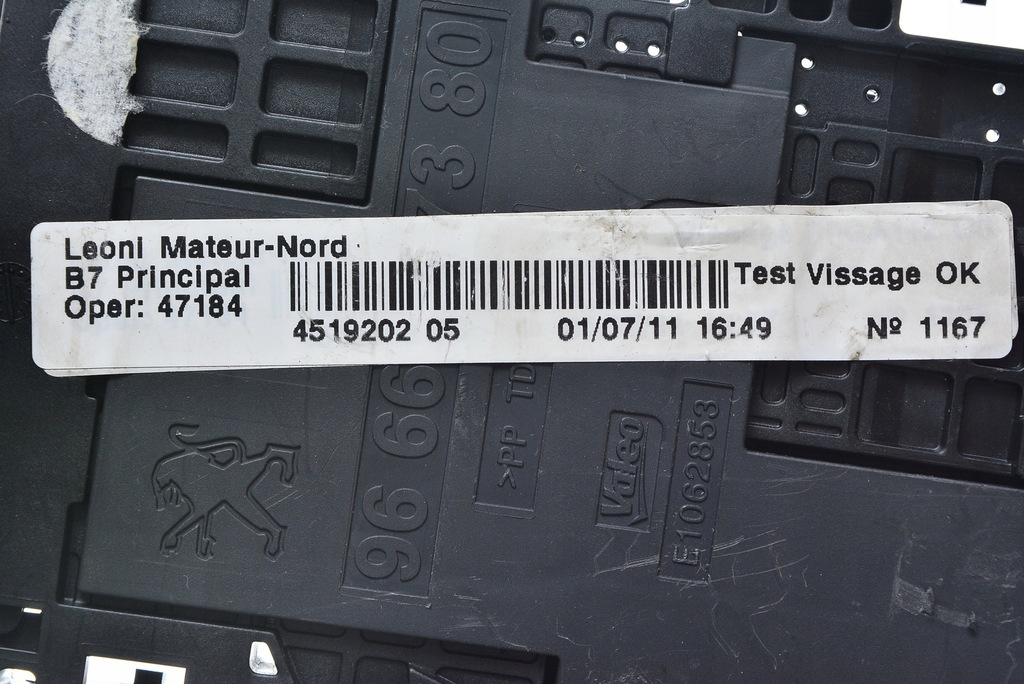 Leoni Mateur-Nord
B7 Principal
Oper: 47184
4519202 05
01/07/11 16:49
Test Vissage OK
Nº 1167
96 66
73 80
>PP TD
Valeo
E1062853